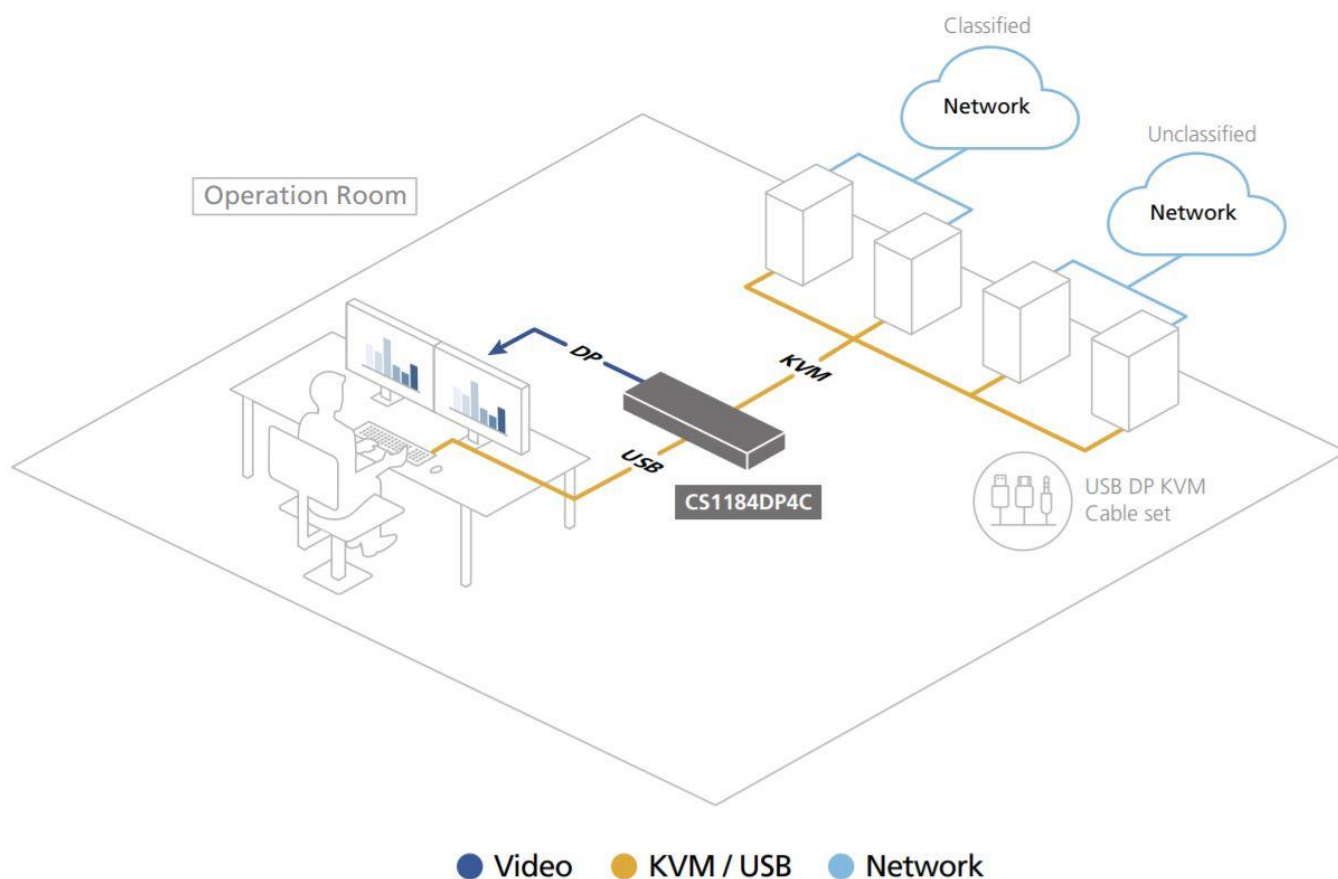 Classified
Network
Unclassified
Network
Operation Room
DP
KVM
USB
CS1184DP4C
USB DP KVM
Cable set
Video
KVM / USB
Network